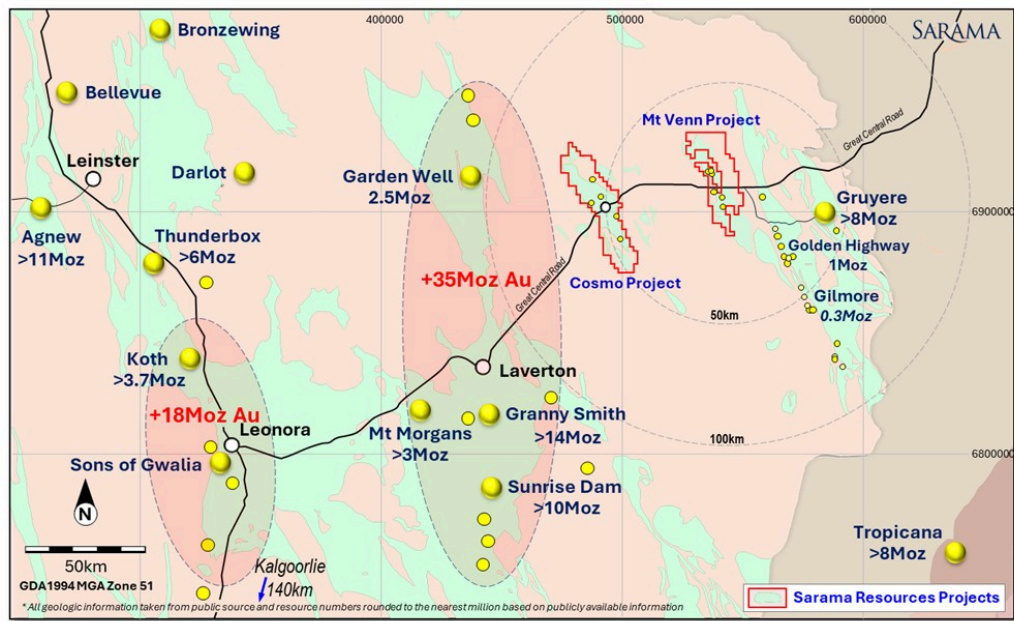 400000
500000
600000
SARAMA
Bronzewing
Bellevue
Mt Venn Project
Great Central Road
Leinster
Darlot
Garden Well
2.5Moz
Gruyere
>8Moz
6900000
Agnew
>11Moz
Thunderbox
>6Moz
Golden Highway
1Moz
+35Moz Au
Great Central Road
Cosmo Project
Gilmore
0.3Moz
50km
Koth
>3.7Moz
Laverton
+18Moz Au
Leonora
Mt Morgans
>3Moz
Granny Smith
>14Moz
100km
6800000
Sons of Gwalia
Sunrise Dam
>10Moz
N
Tropicana
>8Moz
50km
GDA1994 MGA Zone 51
Kalgoorlie
140km
* All geologic information taken from public source and resource numbers rounded to the nearest million based on publicly available information
Sarama Resources Projects